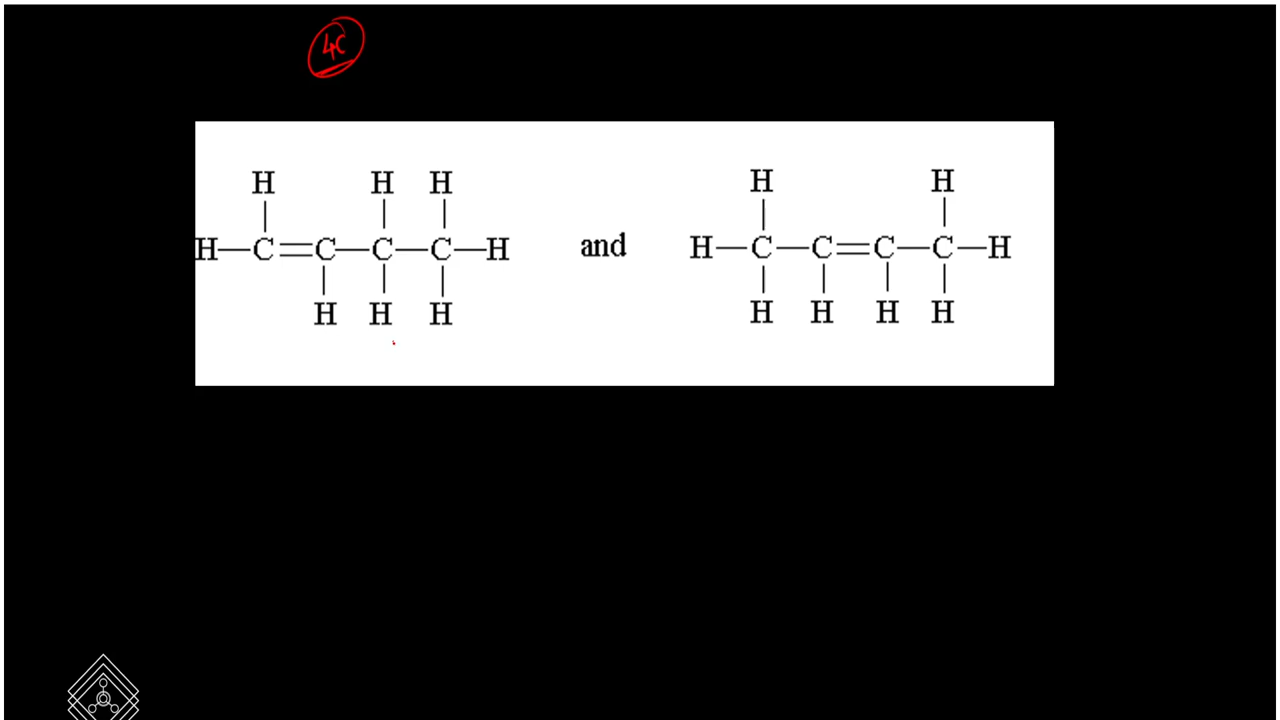 4C
H H H H H
H—C=C—C—C—H and H—C—C=C—C—H
H H H H H H H